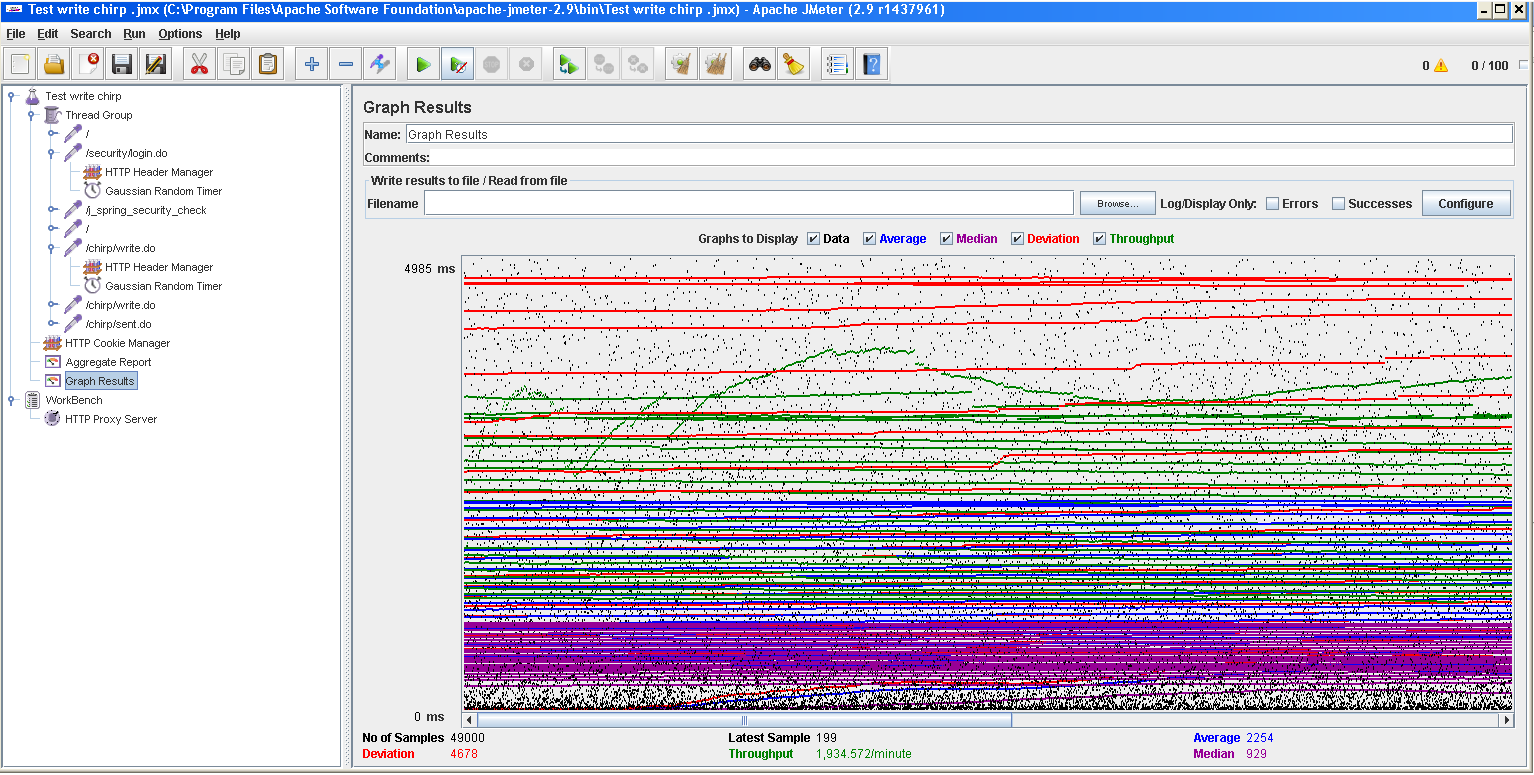 Test write chirp .jmx (C:\Program Files\Apache Software Foundation\apache-jmeter-2.9\bin\Test write chirp .jmx) - Apache JMeter (2.9 r1437961)
File Edit Search Run Options Help
0 0 / 100
Test write chirp
Thread Group
/
/security/login.do
HTTP Header Manager
Gaussian Random Timer
/j_spring_security_check
/
/chirp/write.do
HTTP Header Manager
Gaussian Random Timer
/chirp/write.do
/chirp/sent.do
HTTP Cookie Manager
Aggregate Report
Graph Results
WorkBench
HTTP Proxy Server
Graph Results
Name: Graph Results
Comments:
Write results to file / Read from file
Filename Browse... Log/Display Only: Errors Successes Configure
Graphs to Display Data Average Median Deviation Throughput
4985 ms
0 ms
No of Samples 49000 Latest Sample 199 Average 2254
Deviation 4678 Throughput 1,934.572/minute Median 929